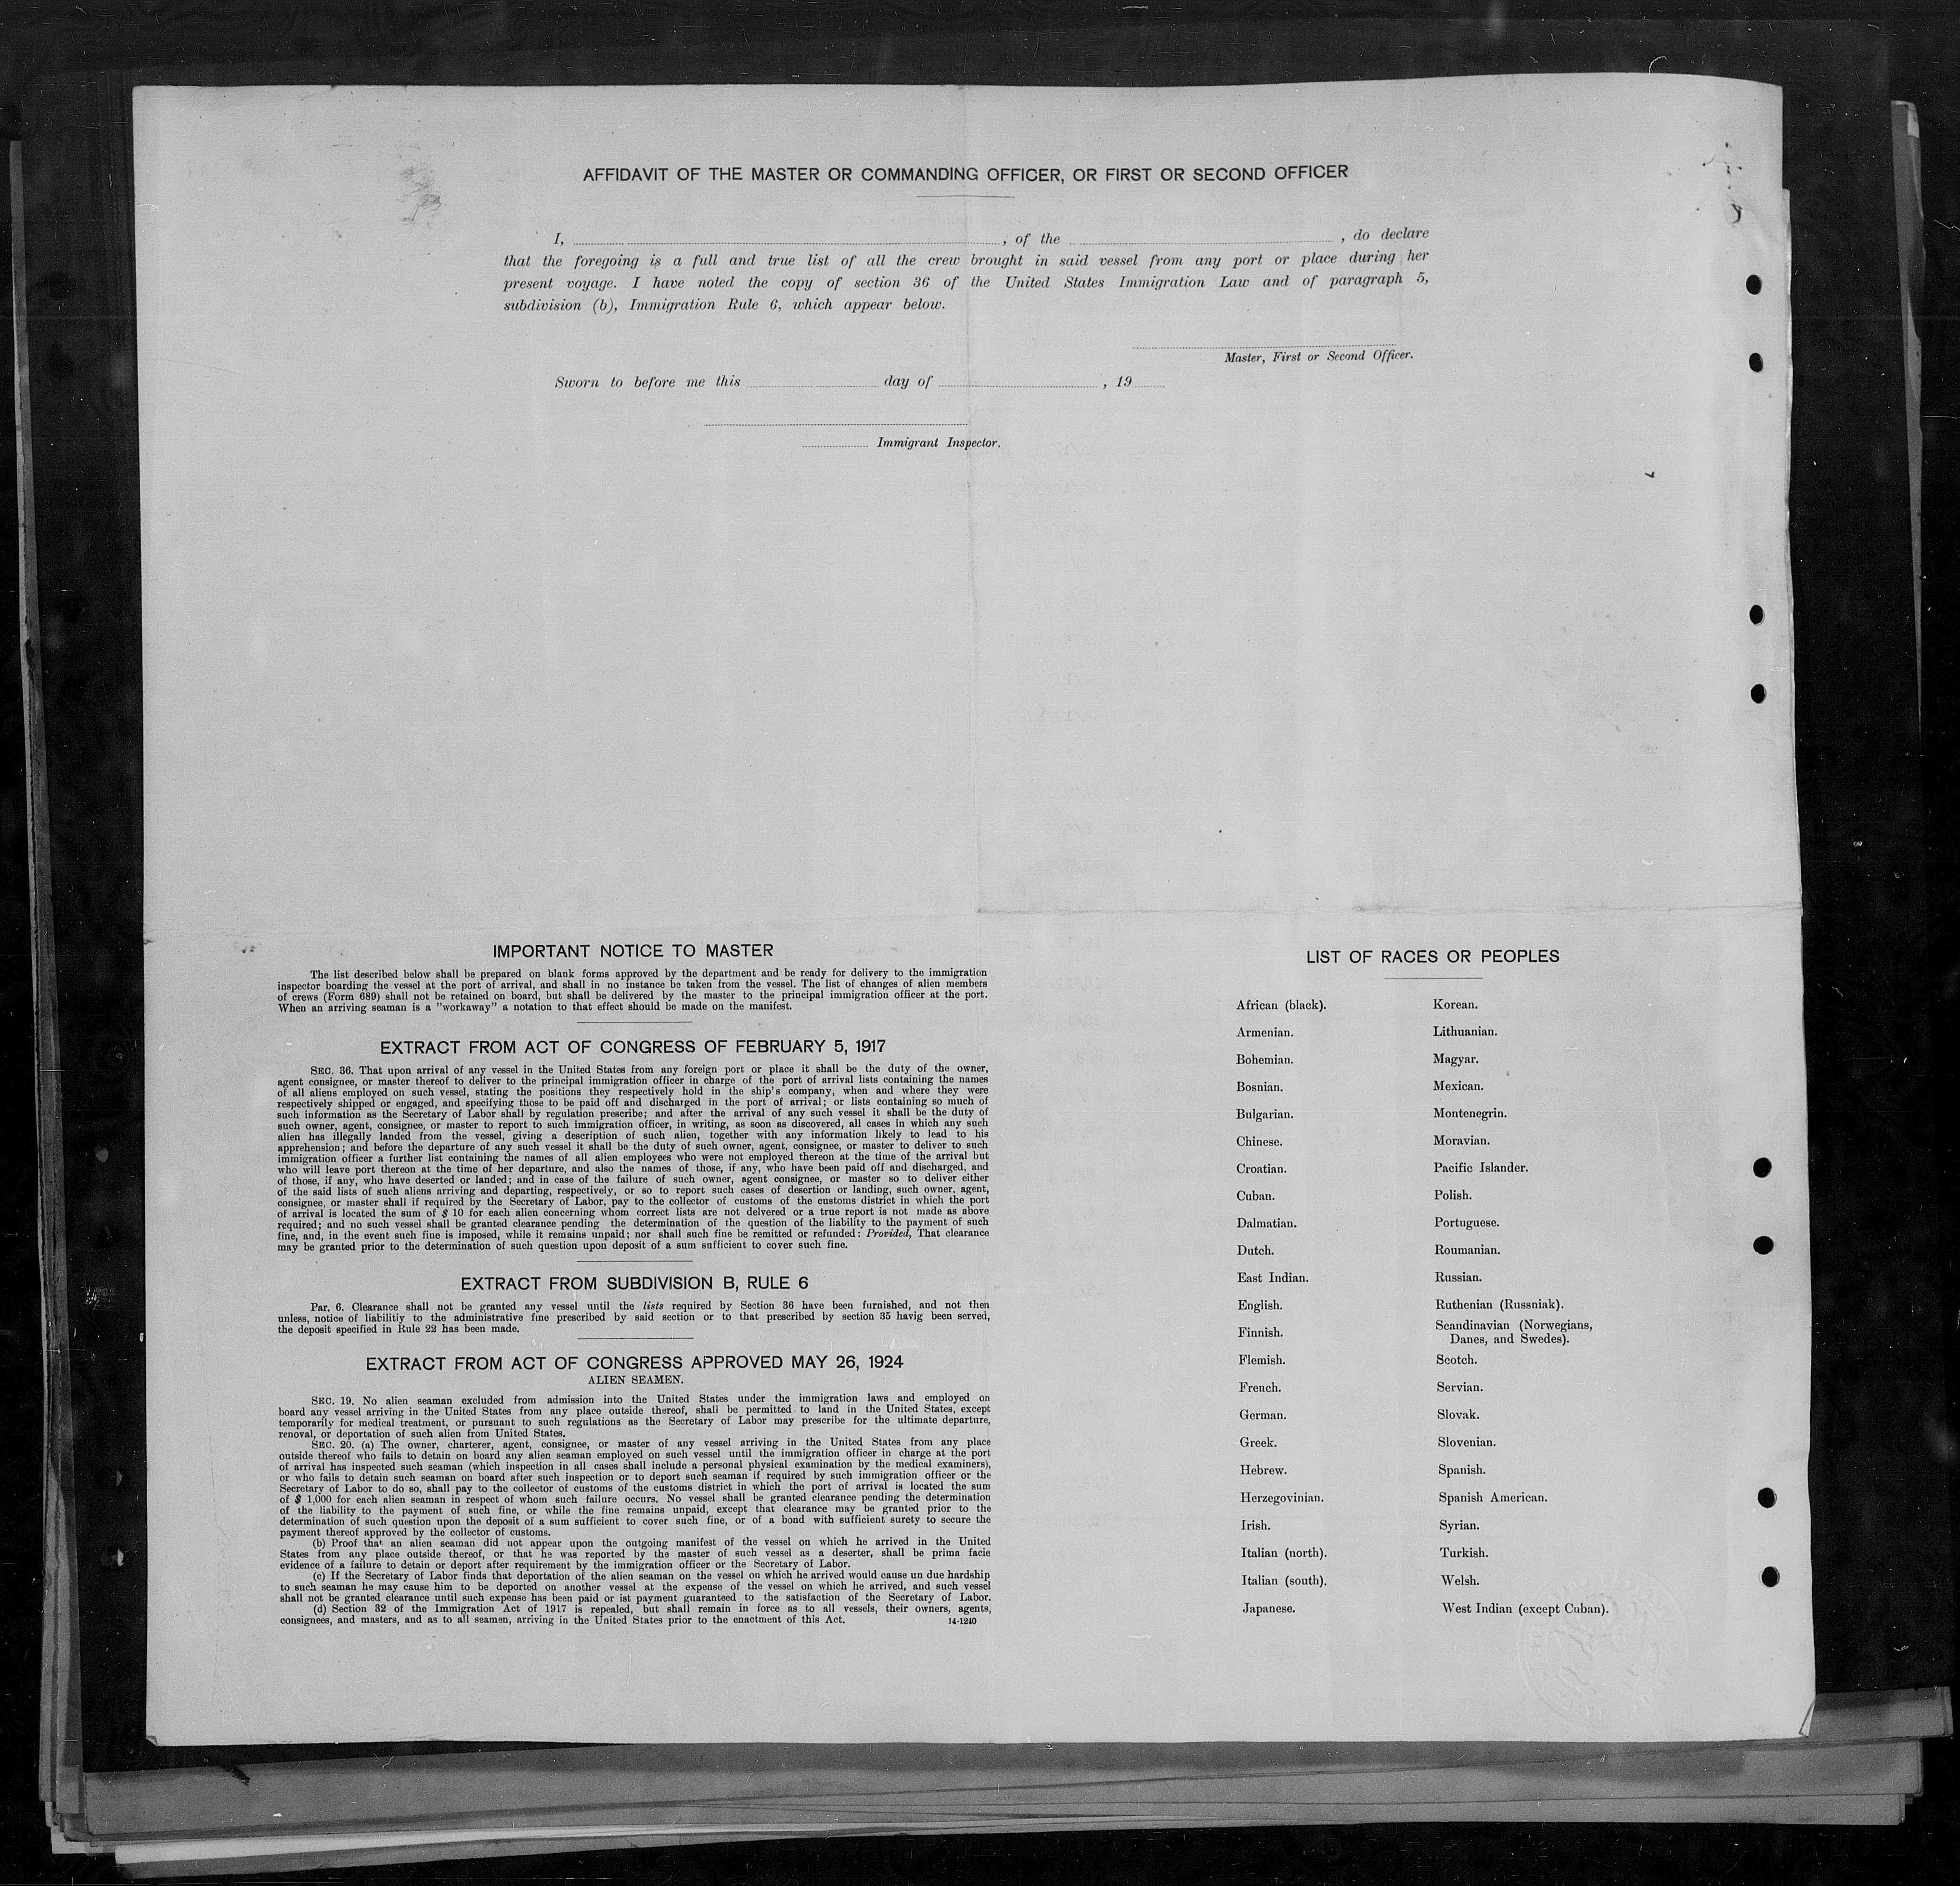 AFFIDAVIT OF THE MASTER OR COMMANDING OFFICER, OR FIRST OR SECOND OFFICER
I, , of the , do declare
that the foregoing is a full and true list of all the crew brought in said vessel from any port or place during her
present voyage. I have noted the copy of section 36 of the United States Immigration Law and of paragraph 5,
subdivision (b), Immigration Rule 6, which appear below.
Master, First or Second Officer.
Sworn to before me this day of , 19
Immigrant Inspector.
IMPORTANT NOTICE TO MASTER
The list described below shall be prepared on blank forms approved by the department and be ready for delivery to the immigration
inspector boarding the vessel at the port of arrival, and shall in no instance be taken from the vessel. The list of changes of alien members
of crews (Form 689) shall not be retained on board, but shall be delivered by the master to the principal immigration officer at the port.
When an arriving seaman is a "workaway" a notation to that effect should be made on the manifest.
EXTRACT FROM ACT OF CONGRESS OF FEBRUARY 5, 1917
SEC. 36. That upon arrival of any vessel in the United States from any foreign port or place it shall be the duty of the owner,
agent consignee, or master thereof to deliver to the principal immigration officer in charge of the port of arrival lists containing the names
of all aliens employed on such vessel, stating the positions they respectively hold in the ship's company, when and where they were
respectively shipped or engaged, and specifying those to be paid off and discharged in the port of arrival; or lists containing so much of
such information as the Secretary of Labor shall by regulation prescribe; and after the arrival of any such vessel it shall be the duty of
such owner, agent, consignee, or master to report to such immigration officer, in writing, as soon as discovered, all cases in which any such
alien has illegally landed from the vessel, giving a description of such alien, together with any information likely to lead to his
apprehension; and before the departure of any such vessel it shall be the duty of such owner, agent, consignee, or master to deliver to such
immigration officer a further list containing the names of all alien employees who were not employed thereon at the time of the arrival but
who will leave port thereon at the time of her departure, and also the names of those, if any, who have been paid off and discharged, and
of those, if any, who have deserted or landed; and in case of the failure of such owner, agent consignee, or master so to deliver either
of the said lists of such aliens arriving and departing, respectively, or so to report such cases of desertion or landing, such owner. agent,
consignee, or master shall if required by the Secretary of Labor, pay to the collector of customs of the customs district in which the port
of arrival is located the sum of $ 10 for each alien concerning whom correct lists are not delvered or a true report is not made as above
required; and no such vessel shall be granted clearance pending the determination of the question of the liability to the payment of such
fine, and, in the event such fine is imposed, while it remains unpaid; nor shall such fine be remitted or refunded: Provided, That clearance
may be granted prior to the determination of such question upon deposit of a sum sufficient to cover such fine.
EXTRACT FROM SUBDIVISION B, RULE 6
Par. 6. Clearance shall not be granted any vessel until the lists required by Section 36 have been furnished, and not then
unless, notice of liabilitiy to the administrative fine prescribed by said section or to that prescribed by section 35 havig been served,
the deposit specified in Rule 22 has been made.
EXTRACT FROM ACT OF CONGRESS APPROVED MAY 26, 1924
ALIEN SEAMEN.
SEC. 19. No alien seaman excluded from admission into the United States under the immigration laws and employed on
board any vessel arriving in the United States from any place outside thereof, shall be permitted to land in the United States, except
temporarily for medical treatment, or pursuant to such regulations as the Secretary of Labor may prescribe for the ultimate departure,
renoval, or deportation of such alien from United States.
SEC. 20. (a) The owner, charterer, agent, consignee, or master of any vessel arriving in the United States from any place
outside thereof who fails to detain on board any alien seaman employed on such vessel until the immigration officer in charge at the port
of arrival has inspected such seaman (which inspection in all cases shall include a personal physical examination by the medical examiners),
or who fails to detain such seaman on board after such inspection or to deport such seaman if required by such immigration officer or the
Secretary of Labor to do so, shall pay to the collector of customs of the customs district in which the port of arrival is located the sum
of $ 1,000 for each alien seaman in respect of whom such failure occurs. No vessel shall be granted clearance pending the determination
of the liability to the payment of such fine, or while the fine remains unpaid, except that clearance may be granted prior to the
determination of such question upon the deposit of a sum sufficient to cover such fine, or of a bond with sufficient surety to secure the
payment thereof approved by the collector of customs.
(b) Proof that an alien seaman did not appear upon the outgoing manifest of the vessel on which he arrived in the United
States from any place outside thereof, or that he was reported by the master of such vessel as a deserter, shall be prima facie
evidence of a failure to detain or deport after requirement by the immigration officer or the Secretary of Labor.
(c) If the Secretary of Labor finds that deportation of the alien seaman on the vessel on which he arrived would cause un due hardship
to such seaman he may cause him to be deported on another vessel at the expense of the vessel on which he arrived, and such vessel
shall not be granted clearance until such expense has been paid or ist payment guaranteed to the satisfaction of the Secretary of Labor.
(d) Section 32 of the Immigration Act of 1917 is repealed, but shall remain in force as to all vessels, their owners, agents,
consignees, and masters, and as to all seamen, arriving in the United States prior to the enactment of this Act.
14-1240
LIST OF RACES OR PEOPLES
African (black).
Armenian.
Bohemian.
Bosnian.
Bulgarian.
Chinese.
Croatian.
Cuban.
Dalmatian.
Dutch.
East Indian.
English.
Finnish.
Flemish.
French.
German.
Greek.
Hebrew.
Herzegovinian.
Irish.
Italian (north).
Italian (south).
Japanese.
Korean.
Lithuanian.
Magyar.
Mexican.
Montenegrin.
Moravian.
Pacific Islander.
Polish.
Portuguese.
Roumanian.
Russian.
Ruthenian (Russniak).
Scandinavian (Norwegians,
Danes, and Swedes).
Scotch.
Servian.
Slovak.
Slovenian.
Spanish.
Spanish American.
Syrian.
Turkish.
Welsh.
West Indian (except Cuban).